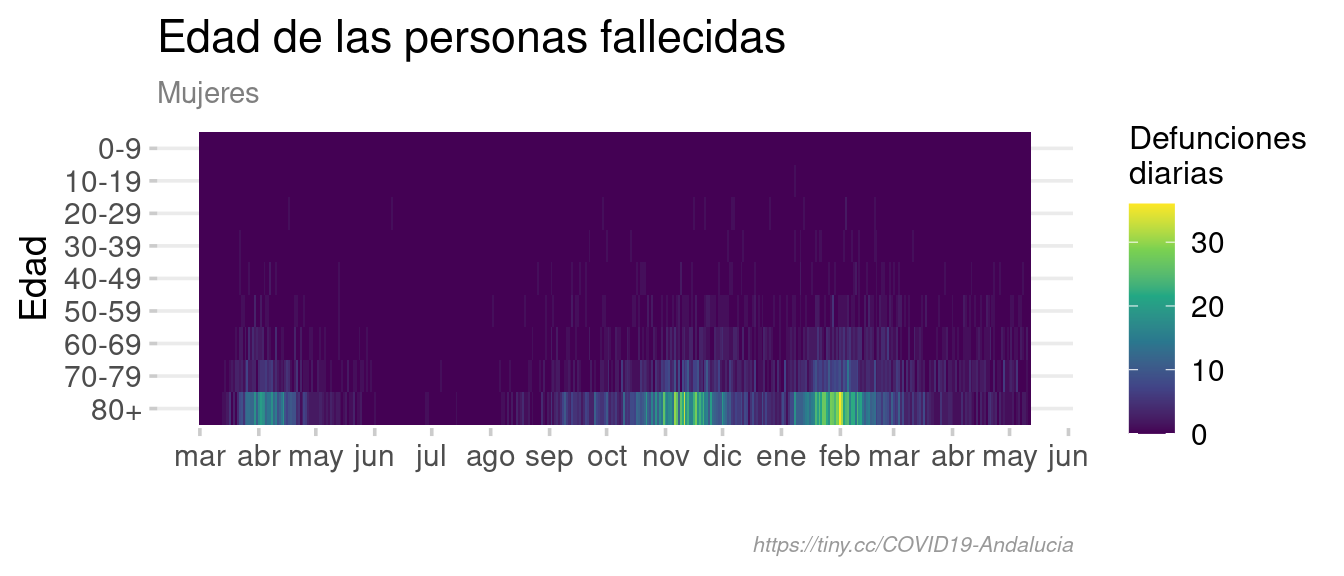 Edad de las personas fallecidas
Mujeres
Defunciones
diarias
30
20
10
0
Edad
0-9
10-19
20-29
30-39
40-49
50-59
60-69
70-79
80+
mar abr may jun jul ago sep oct nov dic ene feb mar abr may jun
https://tiny.cc/COVID19-Andalucia